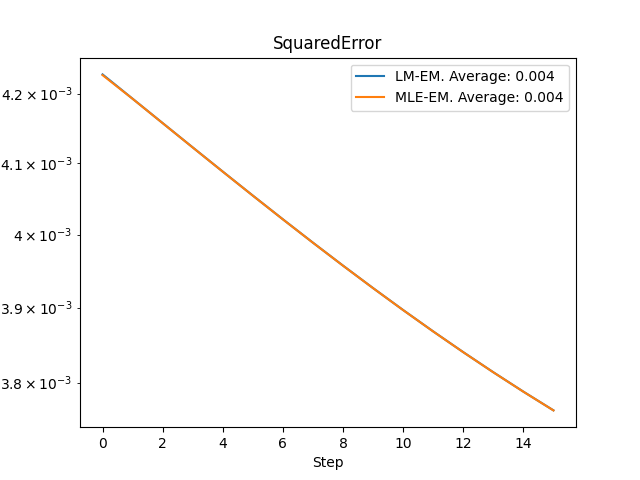 SquaredError
LM-EM. Average: 0.004
MLE-EM. Average: 0.004
4.2 × 10⁻³
4.1 × 10⁻³
4 × 10⁻³
3.9 × 10⁻³
3.8 × 10⁻³
0 2 4 6 8 10 12 14
Step